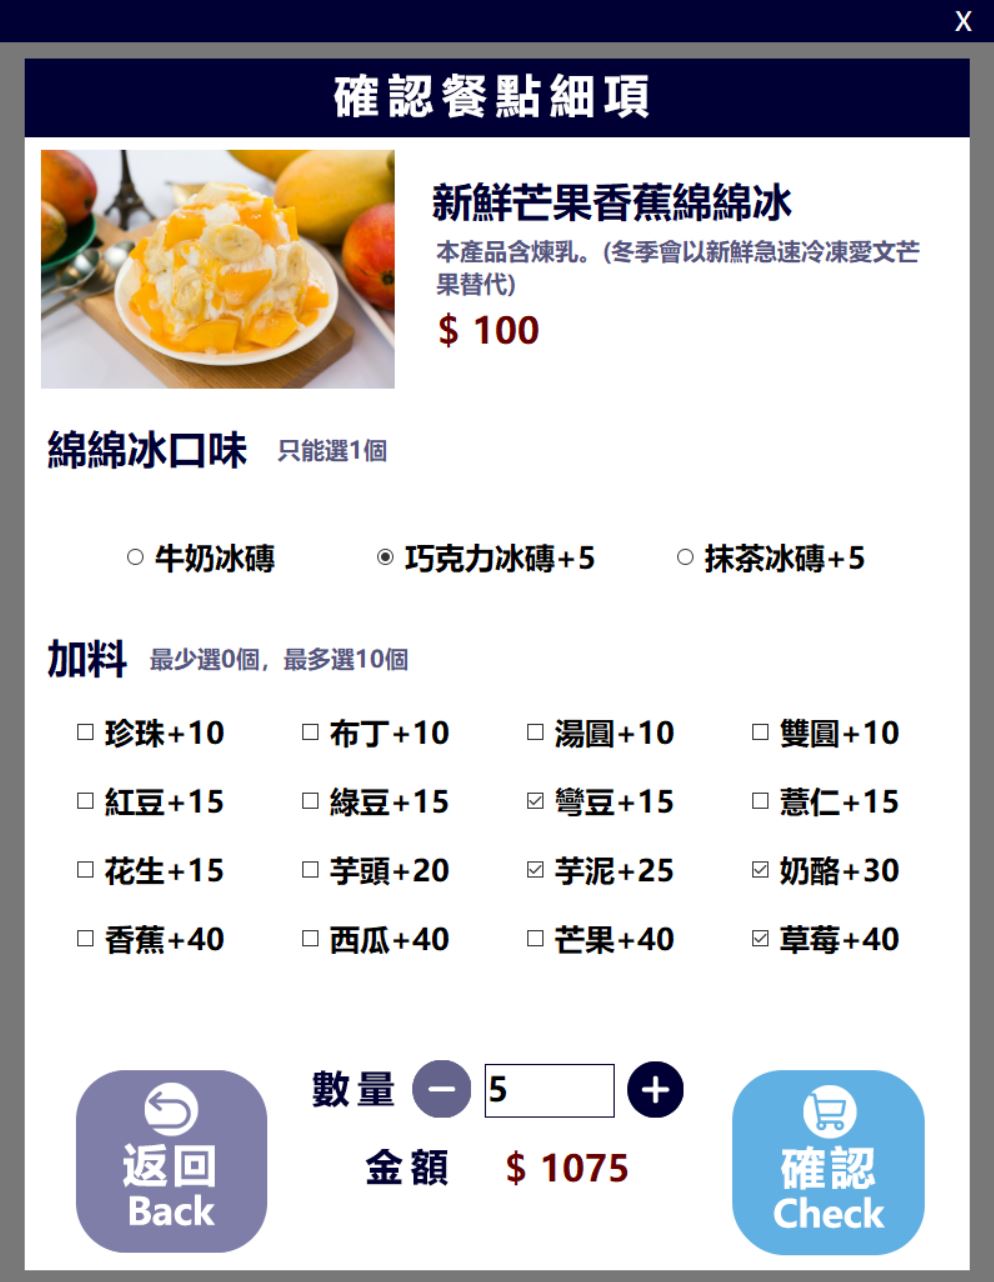 X
確認餐點細項
新鮮芒果香蕉綿綿冰
本產品含煉乳。(冬季會以新鮮急速冷凍愛文芒
果替代)
$ 100
綿綿冰口味 只能選1個
牛奶冰磚 巧克力冰磚+5 抹茶冰磚+5
加料 最少選0個，最多選10個
珍珠+10 布丁+10 湯圓+10 雙圓+10
紅豆+15 綠豆+15 彎豆+15 薏仁+15
花生+15 芋頭+20 芋泥+25 奶酪+30
香蕉+40 西瓜+40 芒果+40 草莓+40
數量 5
金額 $ 1075
返回
Back
確認
Check